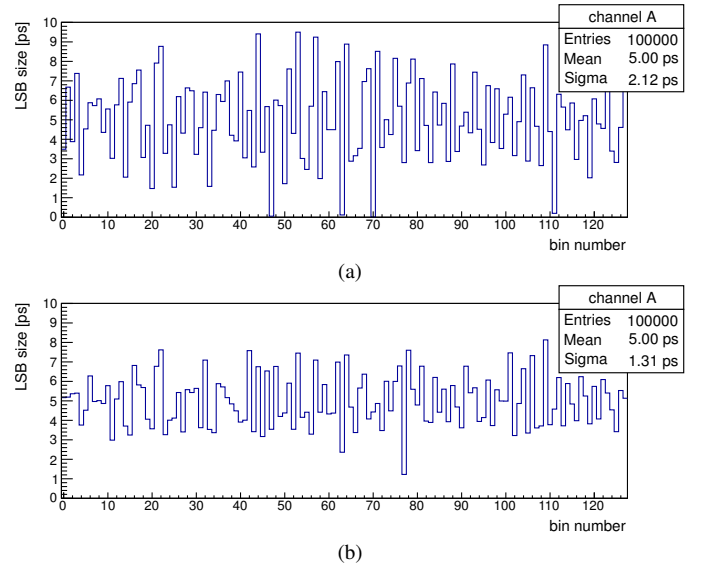 channel A
Entries 100000
Mean 5.00 ps
Sigma 2.12 ps
LSB size [ps]
10
9
8
7
6
5
4
3
2
1
0
0 10 20 30 40 50 60 70 80 90 100 110 120
bin number
(a)
channel A
Entries 100000
Mean 5.00 ps
Sigma 1.31 ps
LSB size [ps]
10
9
8
7
6
5
4
3
2
1
0
0 10 20 30 40 50 60 70 80 90 100 110 120
bin number
(b)